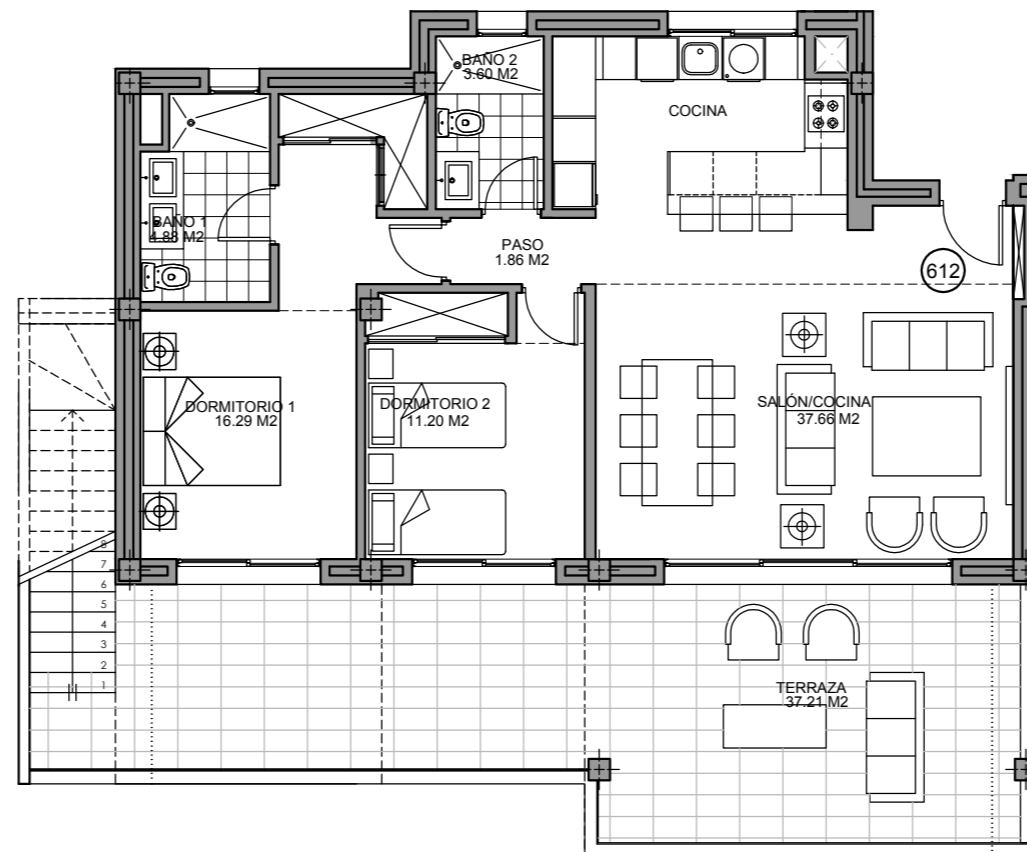 BAÑO 2
3.60 M2
COCINA
BAÑO 1
4.88 M2
PASO
1.86 M2
612
DORMITORIO 1
16.29 M2
DORMITORIO 2
11.20 M2
SALÓN/COCINA
37.66 M2
8
7
6
5
4
3
2
1
TERRAZA
37.21 M2